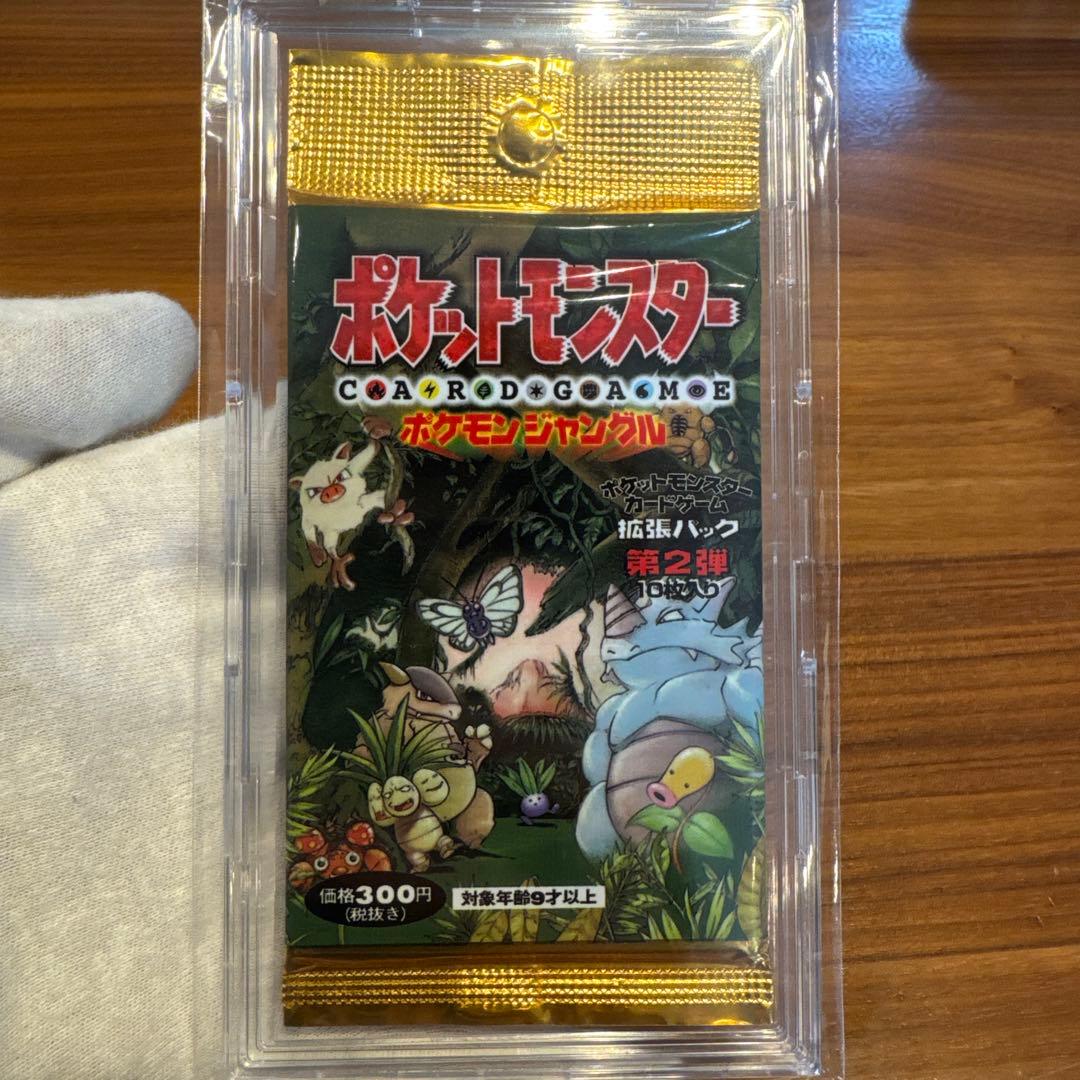 ポケットモンスター
CARDGAME
ポケモンジャングル
ポケットモンスター
カードゲーム
拡張パック
第2弾
10枚入り
価格300円
(税抜き)
対象年齢9才以上